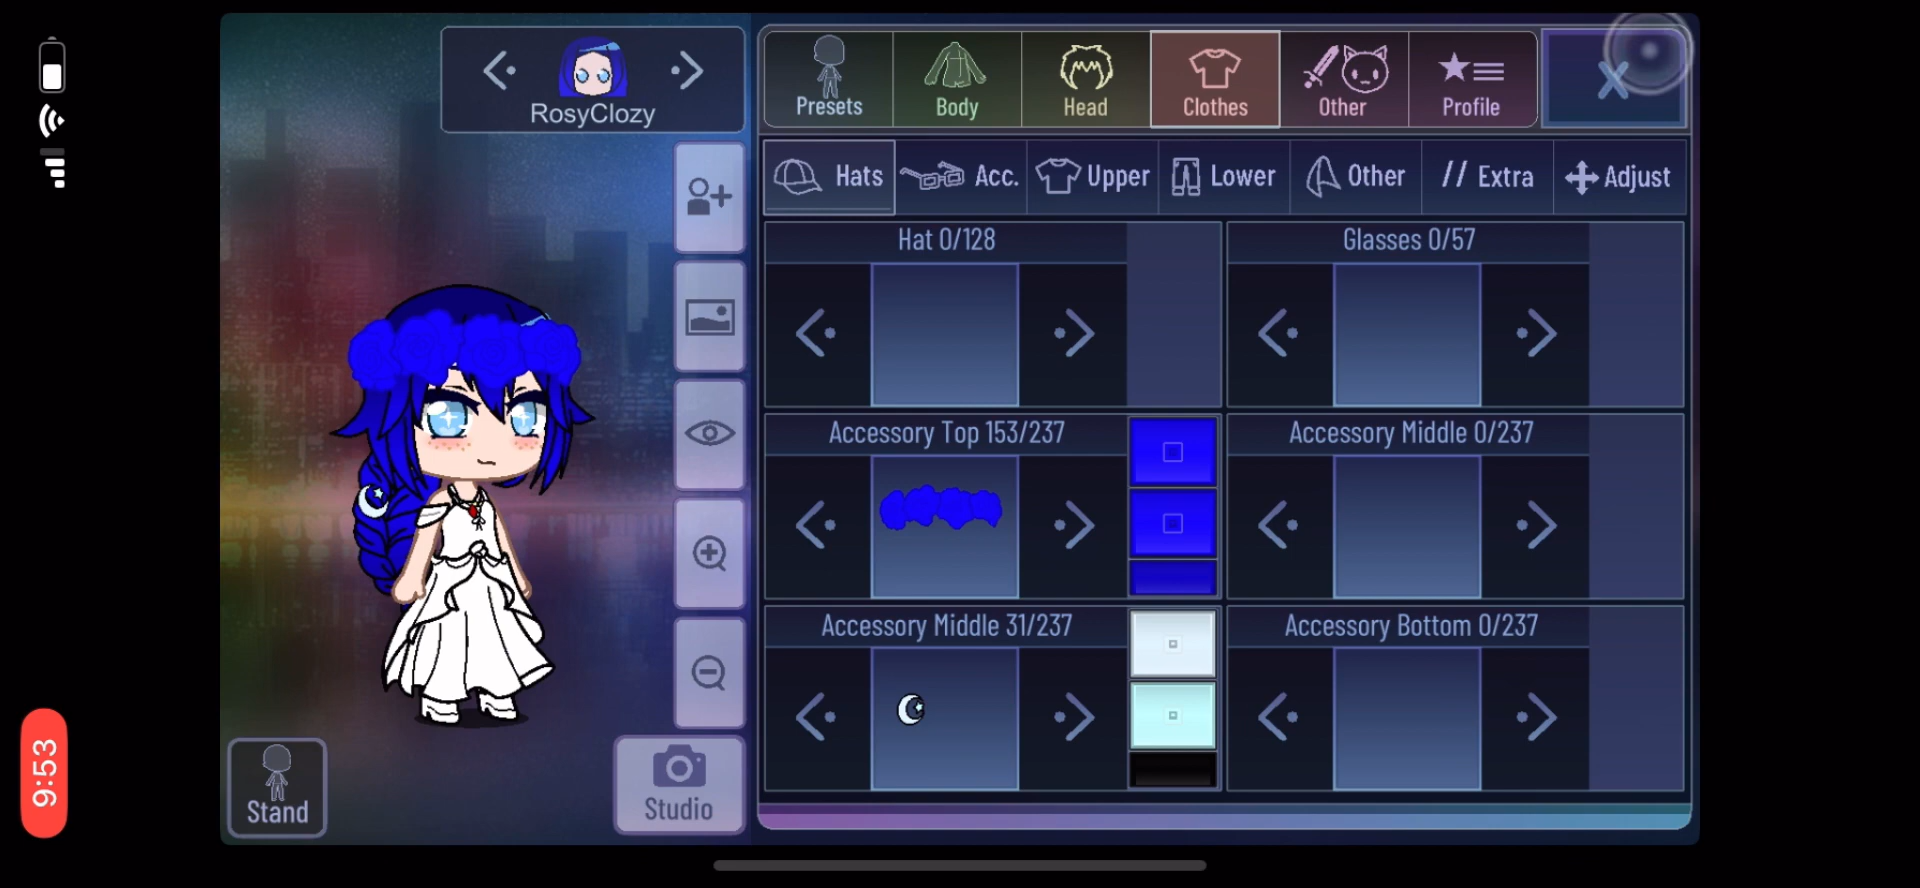 9:53
RosyClozy
Presets
Body
Head
Clothes
Other
Profile
X
Hats
Acc.
Upper
Lower
Other
Extra
Adjust
Hat 0/128
Glasses 0/57
Accessory Top 153/237
Accessory Middle 0/237
Accessory Middle 31/237
Accessory Bottom 0/237
Stand
Studio